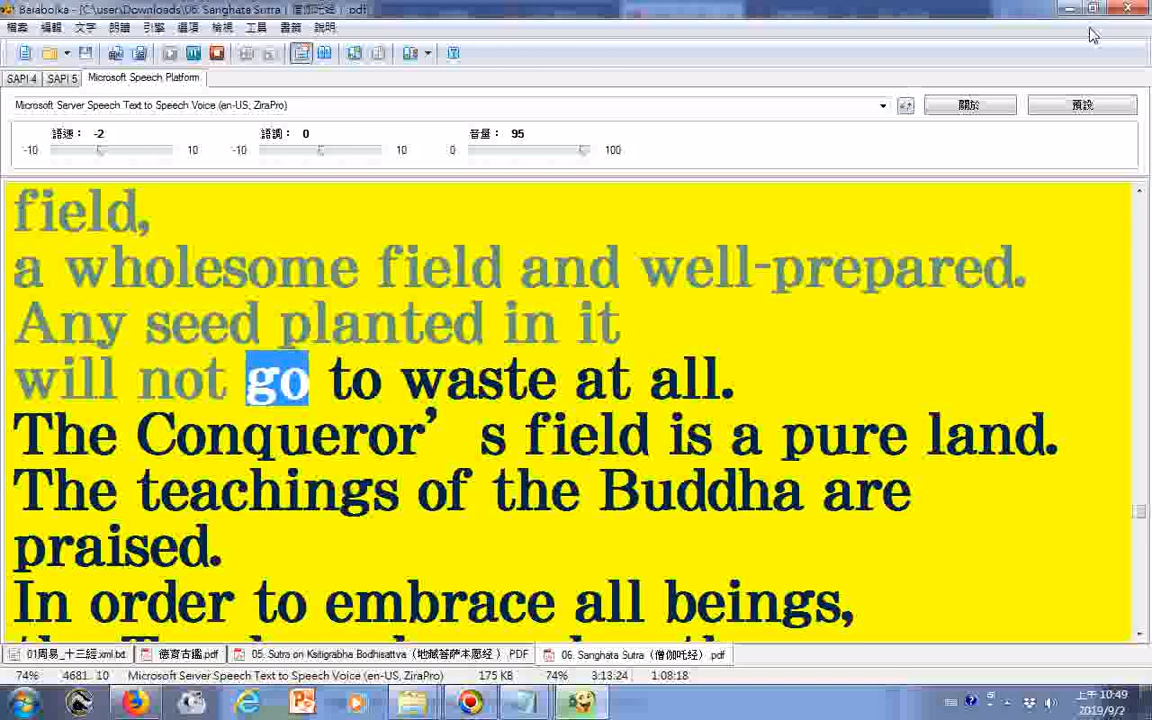 Balabolka - [C:\user\Downloads\06. Sanghata Sutra (僧伽吒经).pdf]
檔案 編輯 文字 朗讀 引擎 選項 檢視 工具 書籤 說明
SAPI 4 SAPI 5 Microsoft Speech Platform
Microsoft Server Speech Text to Speech Voice (en-US, ZiraPro) 關於 預設
語速： -2 語調： 0 音量： 95
-10 10 -10 10 0 100
field,
a wholesome field and well-prepared.
Any seed planted in it
will not go to waste at all.
The Conqueror’s field is a pure land.
The teachings of the Buddha are
praised.
In order to embrace all beings,
01周易_十三經.xml.txt 德育古鑑.pdf 05. Sutra on Ksitigrabha Bodhisattva（地藏菩萨本愿经）.PDF 06. Sanghata Sutra（僧伽吒经）.pdf
74% 4681 10 Microsoft Server Speech Text to Speech Voice (en-US, ZiraPro) 175 KB 74% 3:13:24 1:08:18
上午 10:49
2019/9/2